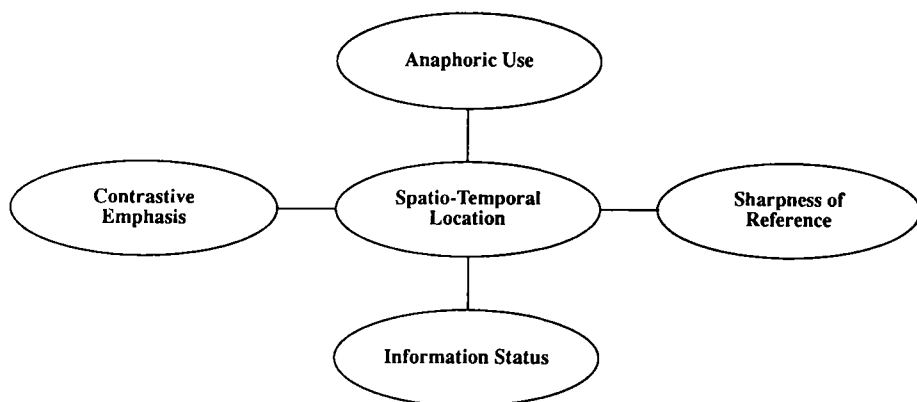 Anaphoric Use
Contrastive
Emphasis
Spatio-Temporal
Location
Sharpness of
Reference
Information Status